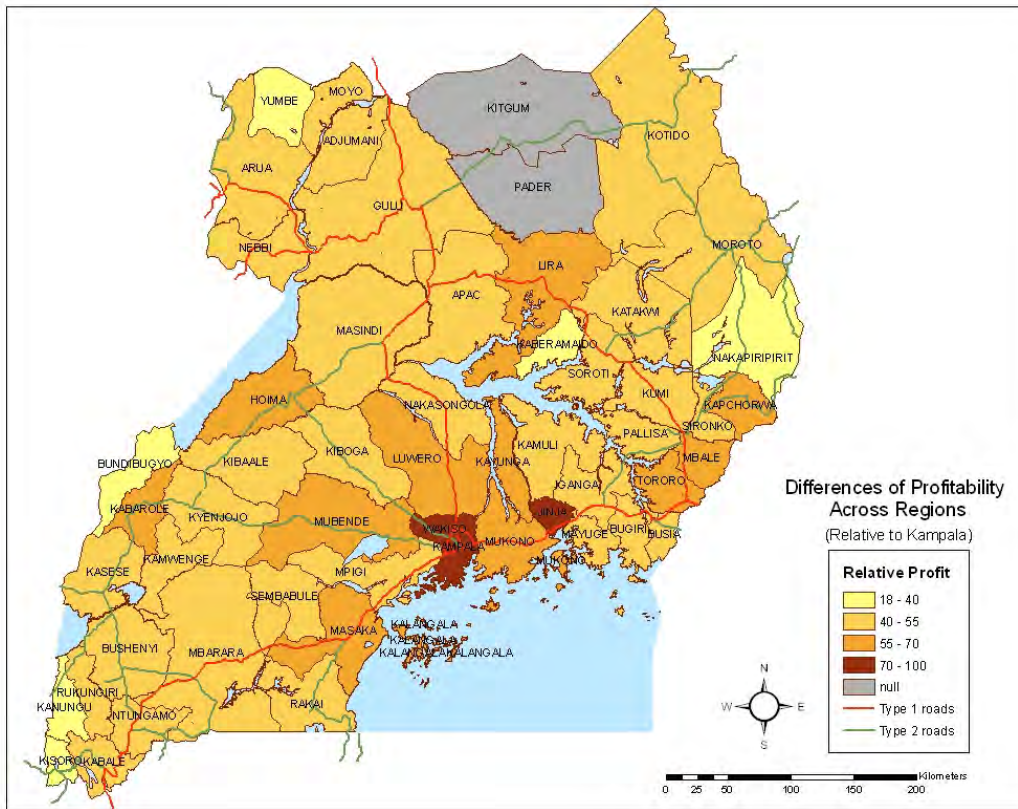 YUMBE
MOYO
KITGUM
ADJUMANI
KOTIDO
ARUA
PADER
GULU
NEBBI
MOROTO
LIRA
APAC
KATAKWI
MASINDI
KABERAMAIDO
NAKAPIRIPIRIT
SOROTI
HOIMA
NAKASONGOLA
KUMI
KAPCHORWA
SIRONKO
KAMULI
PALLISA
BUNDIBUGYO
KIBAALE
KIBOGA
LUWERO
KAYUNGA
MBALE
IGANGA
TORORO
KABAROLE
KYENJOJO
MUBENDE
WAKISO
JINJA
KAMPALA
MUKONO
MAYUGE
BUGIRI
BUSIA
KAMWENGE
MPIGI
MUKONO
KASESE
SEMBABULE
MASAKA
KALANGALA
KALANGALA
KALANGALA
KALANGALA
BUSHENYI
MBARARA
RUKUNGIRI
KANUNGU
NTUNGAMO
RAKAI
KISORO
KABALE
Differences of Profitability
Across Regions
(Relative to Kampala)
Relative Profit
18 - 40
40 - 55
55 - 70
70 - 100
null
Type 1 roads
Type 2 roads
N
W
E
S
Kilometers
0 25 50 100 150 200